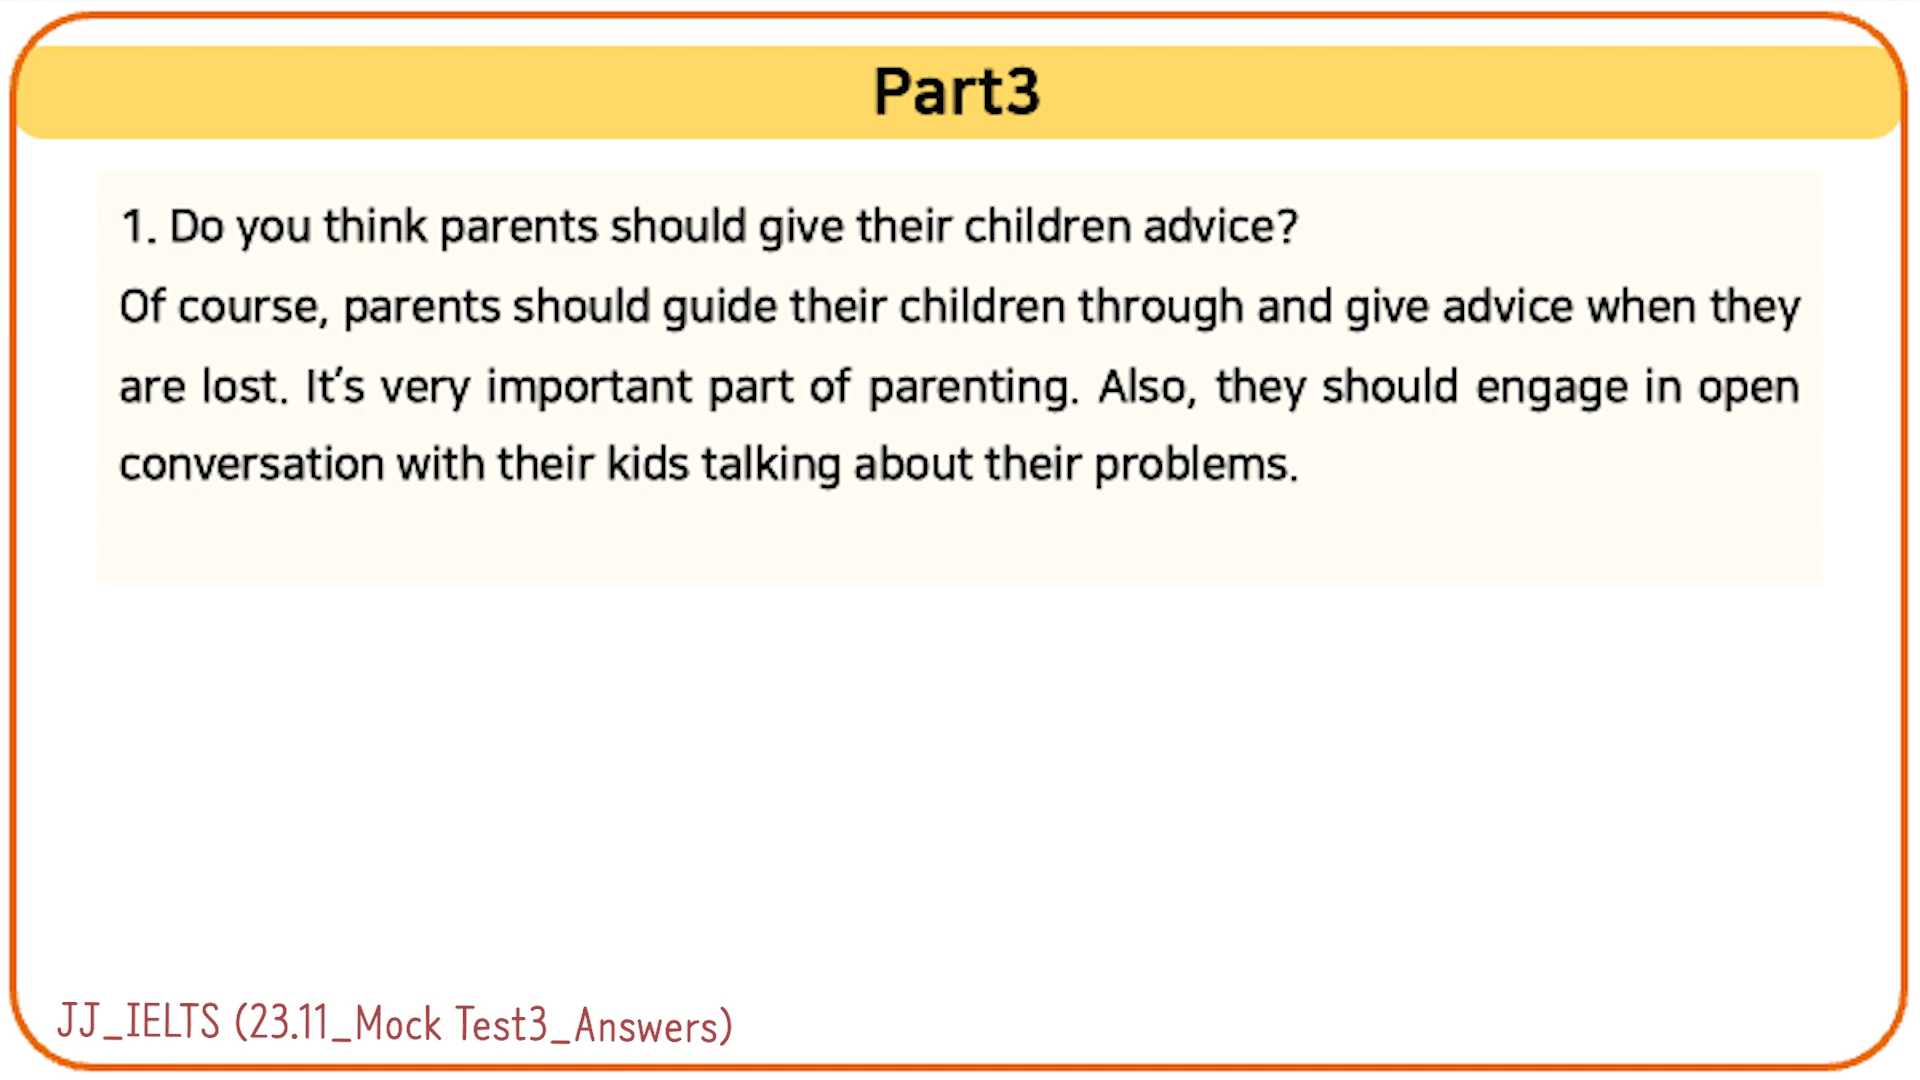 Part3
1. Do you think parents should give their children advice?
Of course, parents should guide their children through and give advice when they
are lost. It’s very important part of parenting. Also, they should engage in open
conversation with their kids talking about their problems.
JJ_IELTS (23.11_Mock Test3_Answers)